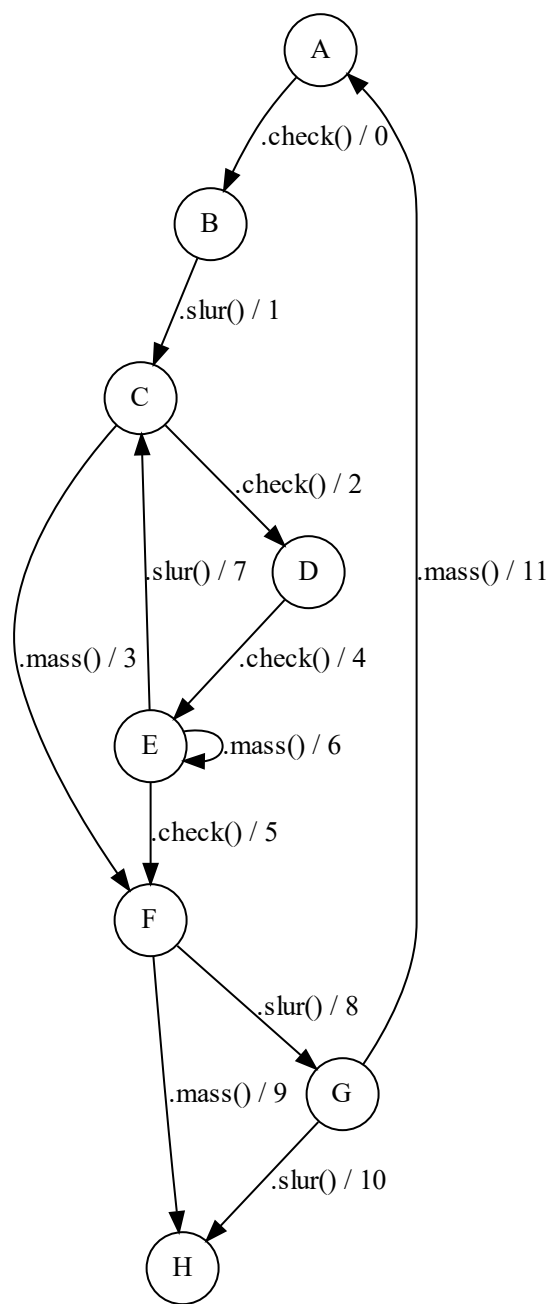 A
.check() / 0
B
.slur() / 1
C
.check() / 2
.slur() / 7
D
.mass() / 11
.mass() / 3
.check() / 4
E
.mass() / 6
.check() / 5
F
.slur() / 8
.mass() / 9
G
.slur() / 10
H